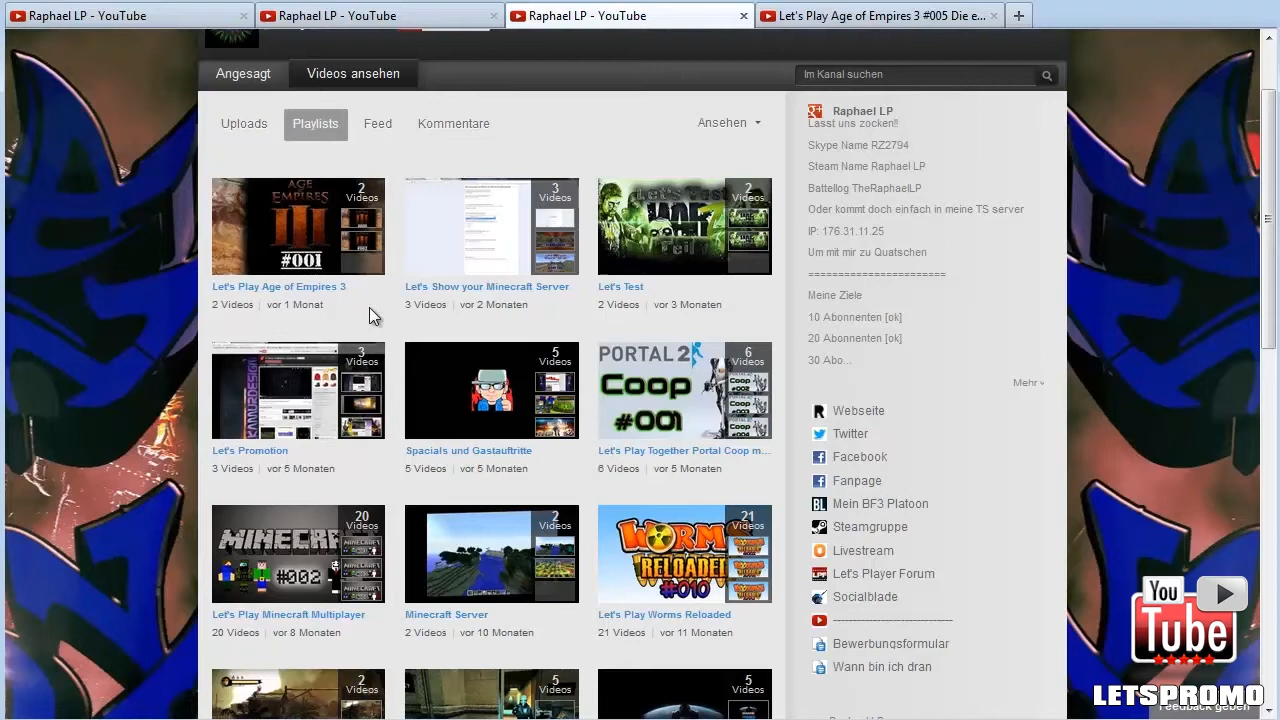 Raphael LP - YouTube
Raphael LP - YouTube
Raphael LP - YouTube
Let's Play Age of Empires 3 #005 Die e...
Angesagt
Videos ansehen
Im Kanal suchen
Uploads
Playlists
Feed
Kommentare
Ansehen
AGE
EMPIRES
III
#001
2
Videos
Let's Play Age of Empires 3
2 Videos | vor 1 Monat
3
Videos
Let's Show your Minecraft Server
3 Videos | vor 2 Monaten
2
Videos
Let's Test
2 Videos | vor 3 Monaten
3
Videos
Let's Promotion
3 Videos | vor 5 Monaten
5
Videos
Spacials und Gastauftritte
5 Videos | vor 5 Monaten
PORTAL 2
Coop
#001
6
Videos
Let's Play Together Portal Coop m...
6 Videos | vor 5 Monaten
MINECRAF
#002
20
Videos
Let's Play Minecraft Multiplayer
20 Videos | vor 8 Monaten
2
Videos
Minecraft Server
2 Videos | vor 10 Monaten
WORMS
RELOADED
#010
21
Videos
Let's Play Worms Reloaded
21 Videos | vor 11 Monaten
2
Videos
5
Videos
5
Videos
Raphael LP
Lasst uns zocken!!
Skype Name RZ2794
Steam Name Raphael LP
Battellog TheRaphaelLP
Oder kommt doch einfach in meine TS server
IP: 176.31.11.25
Um mit mir zu Quatschen
=======================
Meine Ziele
10 Abonnenten [ok]
20 Abonnenten [ok]
30 Abo...
Mehr
Webseite
Twitter
Facebook
Fanpage
Mein BF3 Platoon
Steamgruppe
Livestream
Let's Player Forum
Socialblade
------------------------------
Bewerbungsformular
Wann bin ich dran
You
Tube
LETSPROMO
Feedback geben